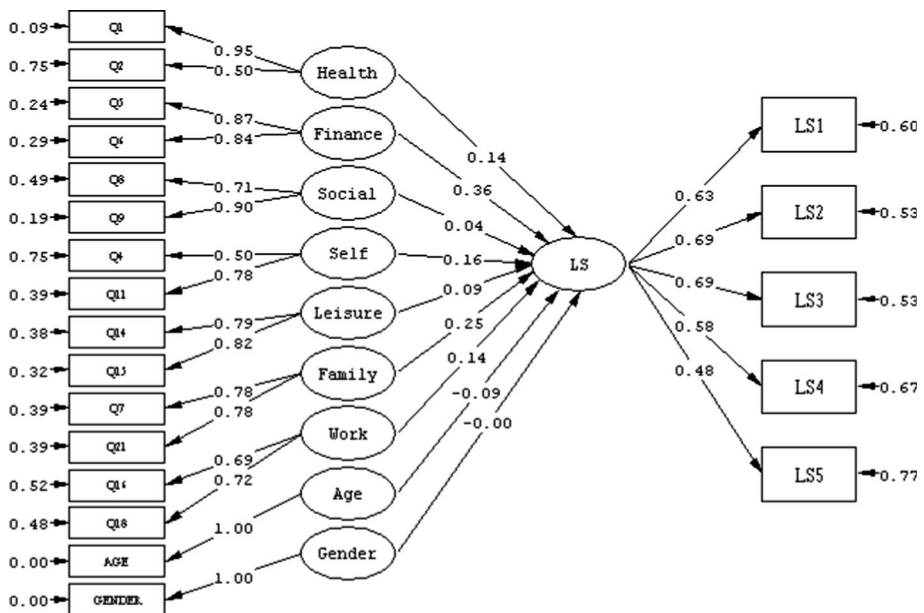 0.09 Q1
0.75 Q2
0.24 Q5
0.29 Q6
0.49 Q8
0.19 Q9
0.75 Q4
0.39 Q11
0.38 Q14
0.32 Q15
0.39 Q7
0.39 Q21
0.52 Q16
0.48 Q18
0.00 AGE
0.00 GENDER
0.95
0.50
0.87
0.84
0.71
0.90
0.50
0.78
0.79
0.82
0.78
0.78
0.69
0.72
1.00
1.00
Health
Finance
Social
Self
Leisure
Family
Work
Age
Gender
0.14
0.36
0.04
0.16
0.09
0.25
0.14
-0.09
-0.00
LS
0.63
0.69
0.69
0.58
0.48
LS1 0.60
LS2 0.53
LS3 0.53
LS4 0.67
LS5 0.77